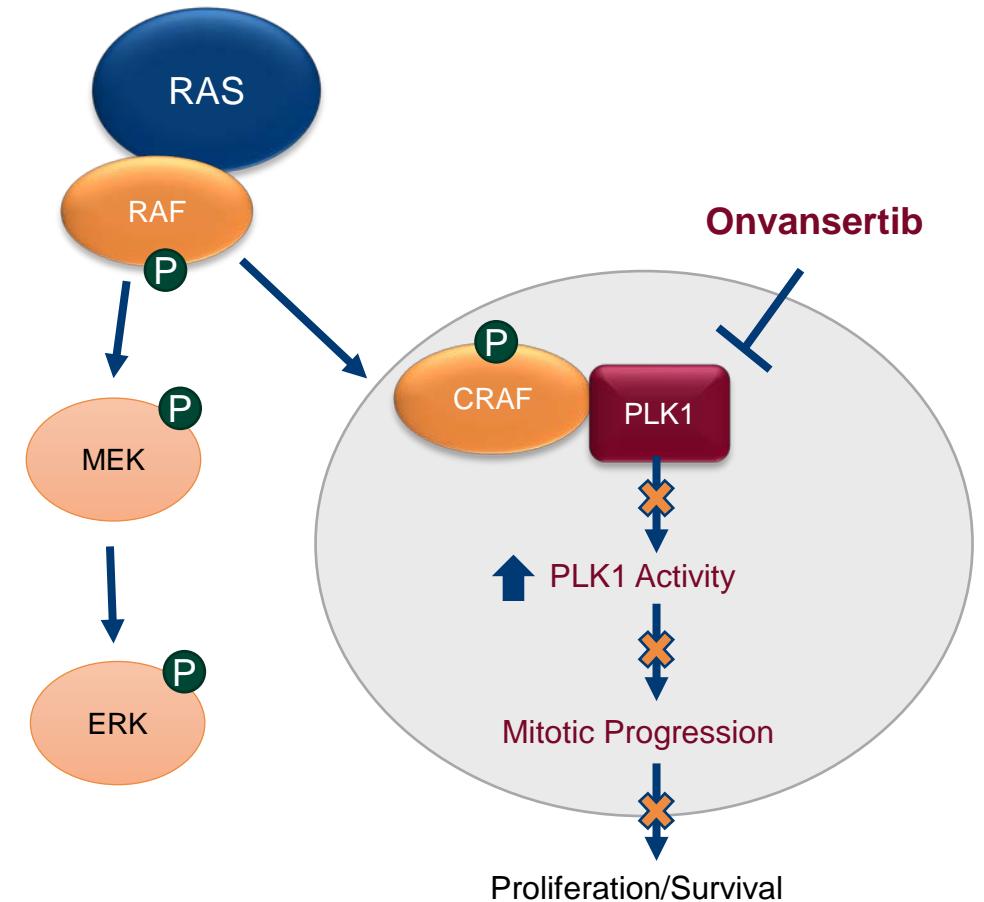 RAS
RAF
P
Onvansertib
P
CRAF
PLK1
P
MEK
PLK1 Activity
P
ERK
Mitotic Progression
Proliferation/Survival